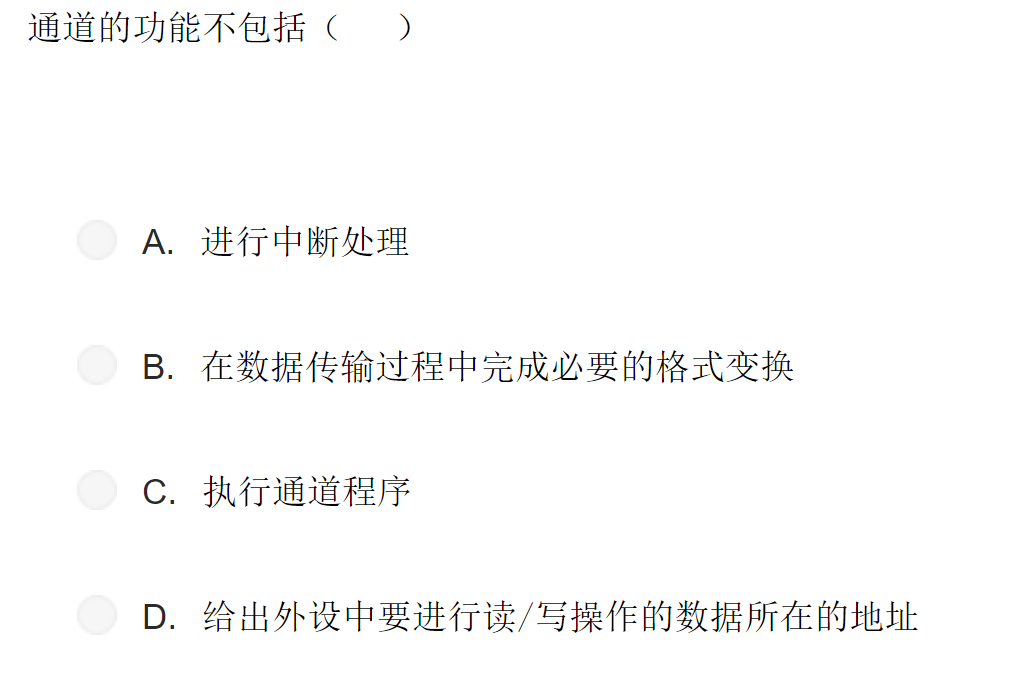 通道的功能不包括（　　）
A. 进行中断处理
B. 在数据传输过程中完成必要的格式变换
C. 执行通道程序
D. 给出外设中要进行读/写操作的数据所在的地址